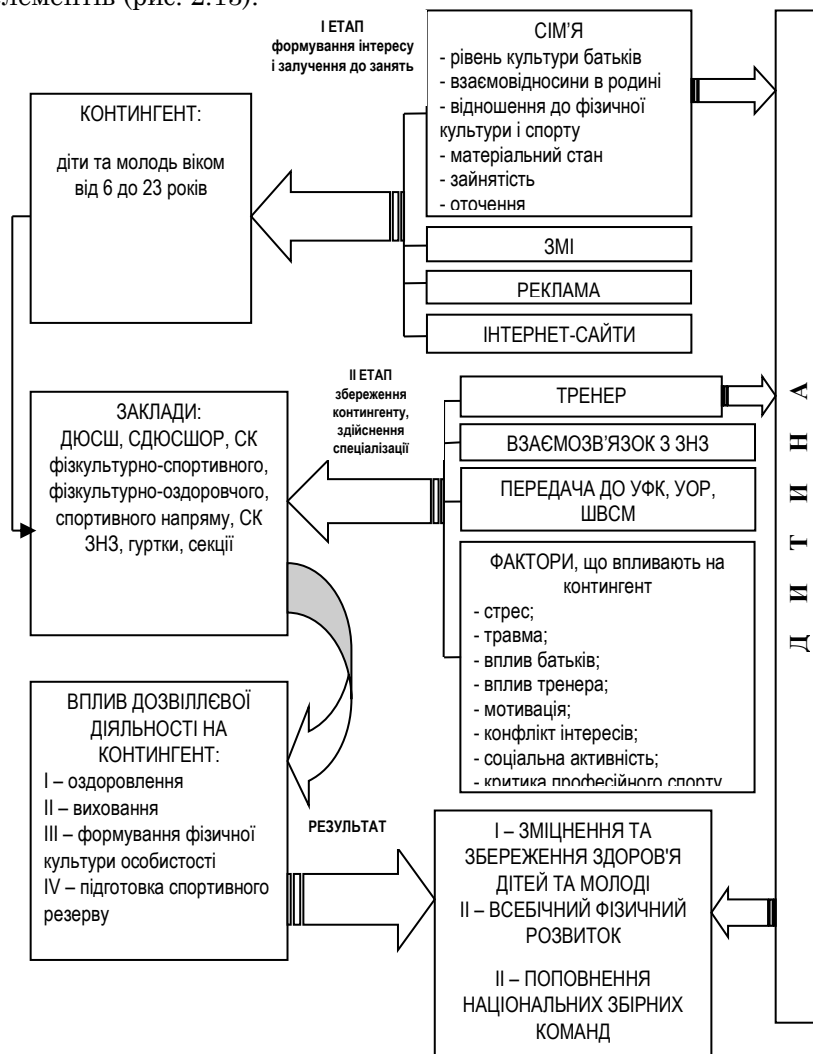 елементів (рис. 2.13).
І ЕТАП
формування інтересу
і залучення до занять
СІМ'Я
- рівень культури батьків
- взаємовідносини в родині
- відношення до фізичної
культури і спорту
- матеріальний стан
- зайнятість
- оточення
КОНТИНГЕНТ:
діти та молодь віком
від 6 до 23 років
ЗМІ
РЕКЛАМА
ІНТЕРНЕТ-САЙТИ
ІІ ЕТАП
збереження
контингенту,
здійснення
спеціалізації
ЗАКЛАДИ:
ДЮСШ, СДЮСШОР, СК
фізкультурно-спортивного,
фізкультурно-оздоровчого,
спортивного напряму, СК
ЗНЗ, гуртки, секції
ТРЕНЕР
ВЗАЄМОЗВ'ЯЗОК З ЗНЗ
ПЕРЕДАЧА ДО УФК, УОР,
ШВСМ
ФАКТОРИ, що впливають на
контингент
- стрес;
- травма;
- вплив батьків;
- вплив тренера;
- мотивація;
- конфлікт інтересів;
- соціальна активність;
- критика професійного спорту
ДИТИНА
ВПЛИВ ДОЗВІЛЛЄВОЇ
ДІЯЛЬНОСТІ НА
КОНТИНГЕНТ:
І – оздоровлення
ІІ – виховання
ІІІ – формування фізичної
культури особистості
IV – підготовка спортивного
резерву
РЕЗУЛЬТАТ
І – ЗМІЦНЕННЯ ТА
ЗБЕРЕЖЕННЯ ЗДОРОВ'Я
ДІТЕЙ ТА МОЛОДІ
ІІ – ВСЕБІЧНИЙ ФІЗИЧНИЙ
РОЗВИТОК
ІІ – ПОПОВНЕННЯ
НАЦІОНАЛЬНИХ ЗБІРНИХ
КОМАНД